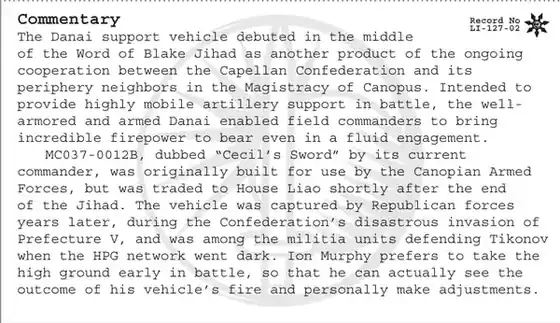 Commentary
Record No
LI-127-02
The Danai support vehicle debuted in the middle
of the Word of Blake Jihad as another product of the ongoing
cooperation between the Capellan Confederation and its
periphery neighbors in the Magistracy of Canopus. Intended to
provide highly mobile artillery support in battle, the well-
armored and armed Danai enabled field commanders to bring
incredible firepower to bear even in a fluid engagement.
MC037-0012B, dubbed “Cecil’s Sword” by its current
commander, was originally built for use by the Canopian Armed
Forces, but was traded to House Liao shortly after the end
of the Jihad. The vehicle was captured by Republican forces
years later, during the Confederation’s disastrous invasion of
Prefecture V, and was among the militia units defending Tikonov
when the HPG network went dark. Ion Murphy prefers to take the
high ground early in battle, so that he can actually see the
outcome of his vehicle’s fire and personally make adjustments.